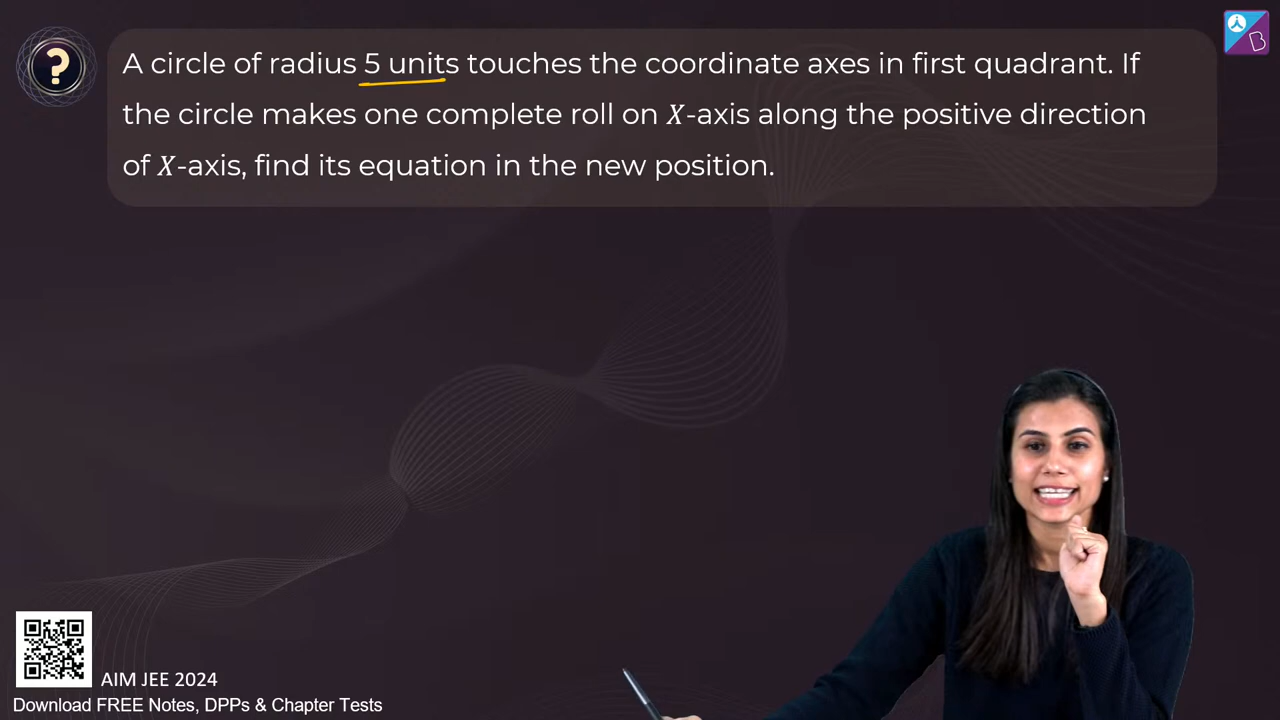 ?
A circle of radius 5 units touches the coordinate axes in first quadrant. If
the circle makes one complete roll on X-axis along the positive direction
of X-axis, find its equation in the new position.
B
AIM JEE 2024
Download FREE Notes, DPPs & Chapter Tests